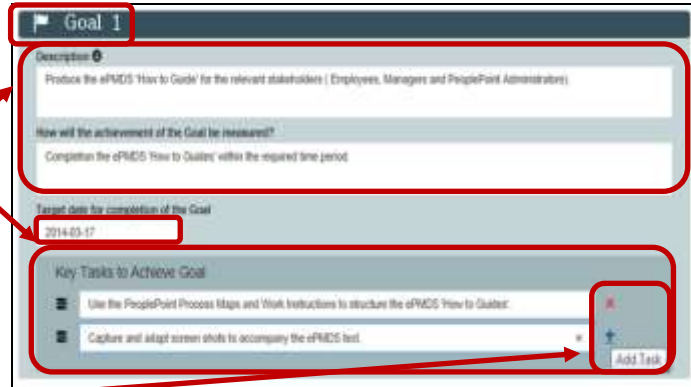 Goal 1
Description
Produce the ePMDS 'How to Guide' for the relevant stakeholders ( Employees, Managers and PeoplePoint Administrators)
How will the achievement of the Goal be measured?
Completion the ePMDS 'How to Guides' within the required time period
Target date for completion of the Goal
2014-03-17
Key Tasks to Achieve Goal
Use the PeoplePoint Process Maps and Work Instructions to structure the ePMDS 'How to Guides'.
Capture and adapt screen shots to accompany the ePMDS text.
Add Task